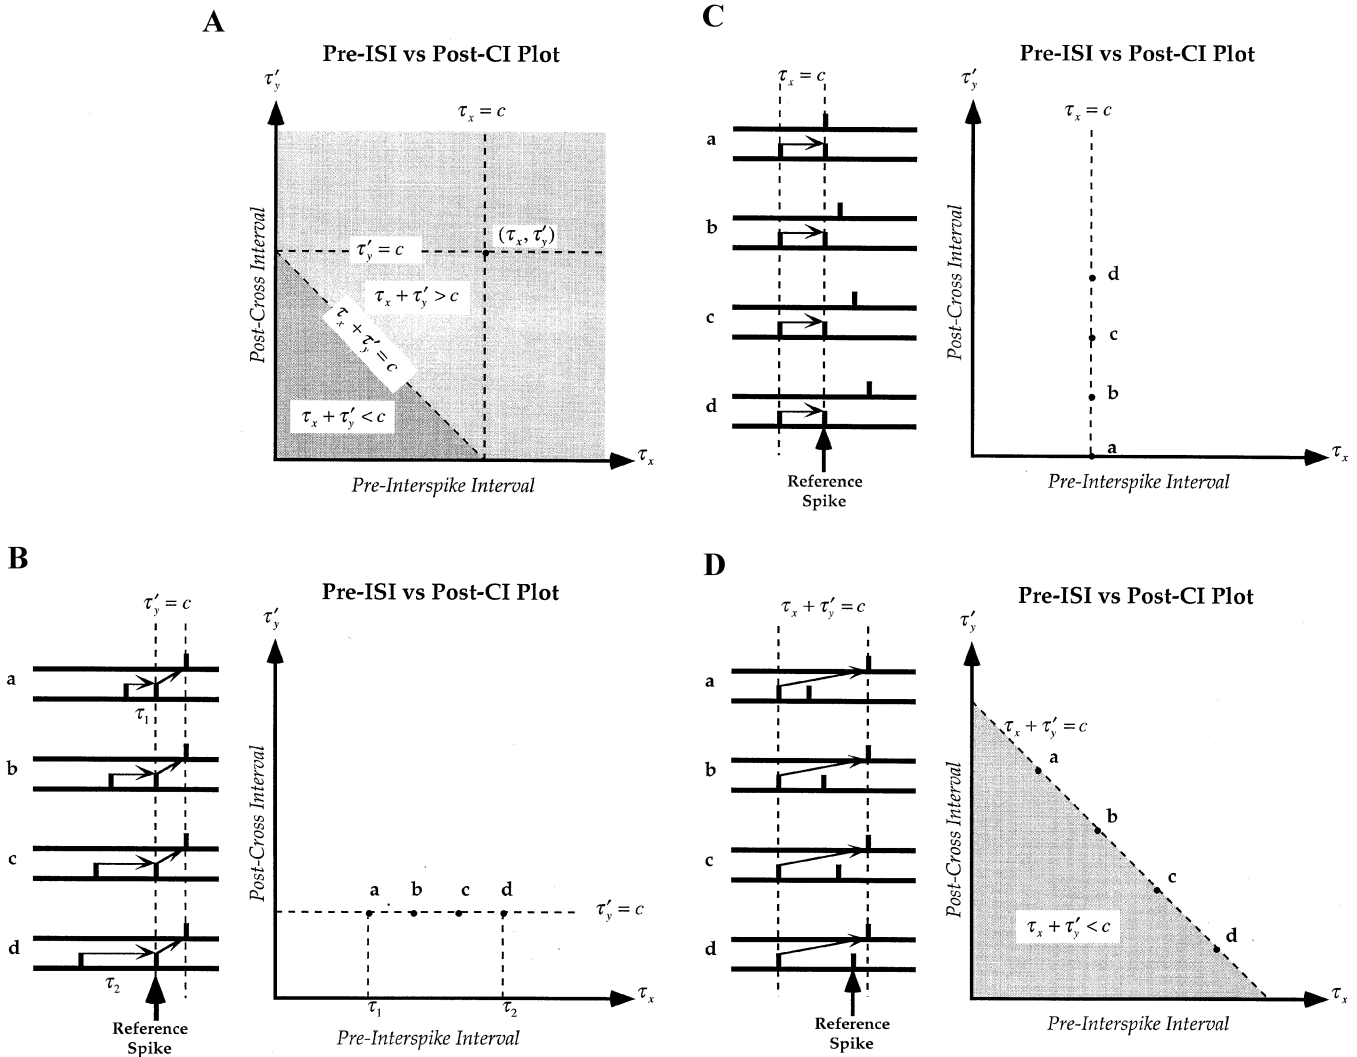 A
Pre-ISI vs Post-CI Plot
τ′y
τx = c
Post-Cross Interval
τ′y = c
(τx, τ′y)
τx + τ′y > c
τx + τ′y = c
τx + τ′y < c
τx
Pre-Interspike Interval
C
Pre-ISI vs Post-CI Plot
τx = c
a
b
c
d
Reference
Spike
τ′y
τx = c
Post-Cross Interval
d
c
b
a
τx
Pre-Interspike Interval
B
Pre-ISI vs Post-CI Plot
τ′y = c
a
τ1
b
c
d
τ2
Reference
Spike
τ′y
Post-Cross Interval
a b c d
τ′y = c
τ1 τ2
τx
Pre-Interspike Interval
D
Pre-ISI vs Post-CI Plot
τx + τ′y = c
a
b
c
d
Reference
Spike
τ′y
τx + τ′y = c
Post-Cross Interval
a
b
c
d
τx + τ′y < c
τx
Pre-Interspike Interval